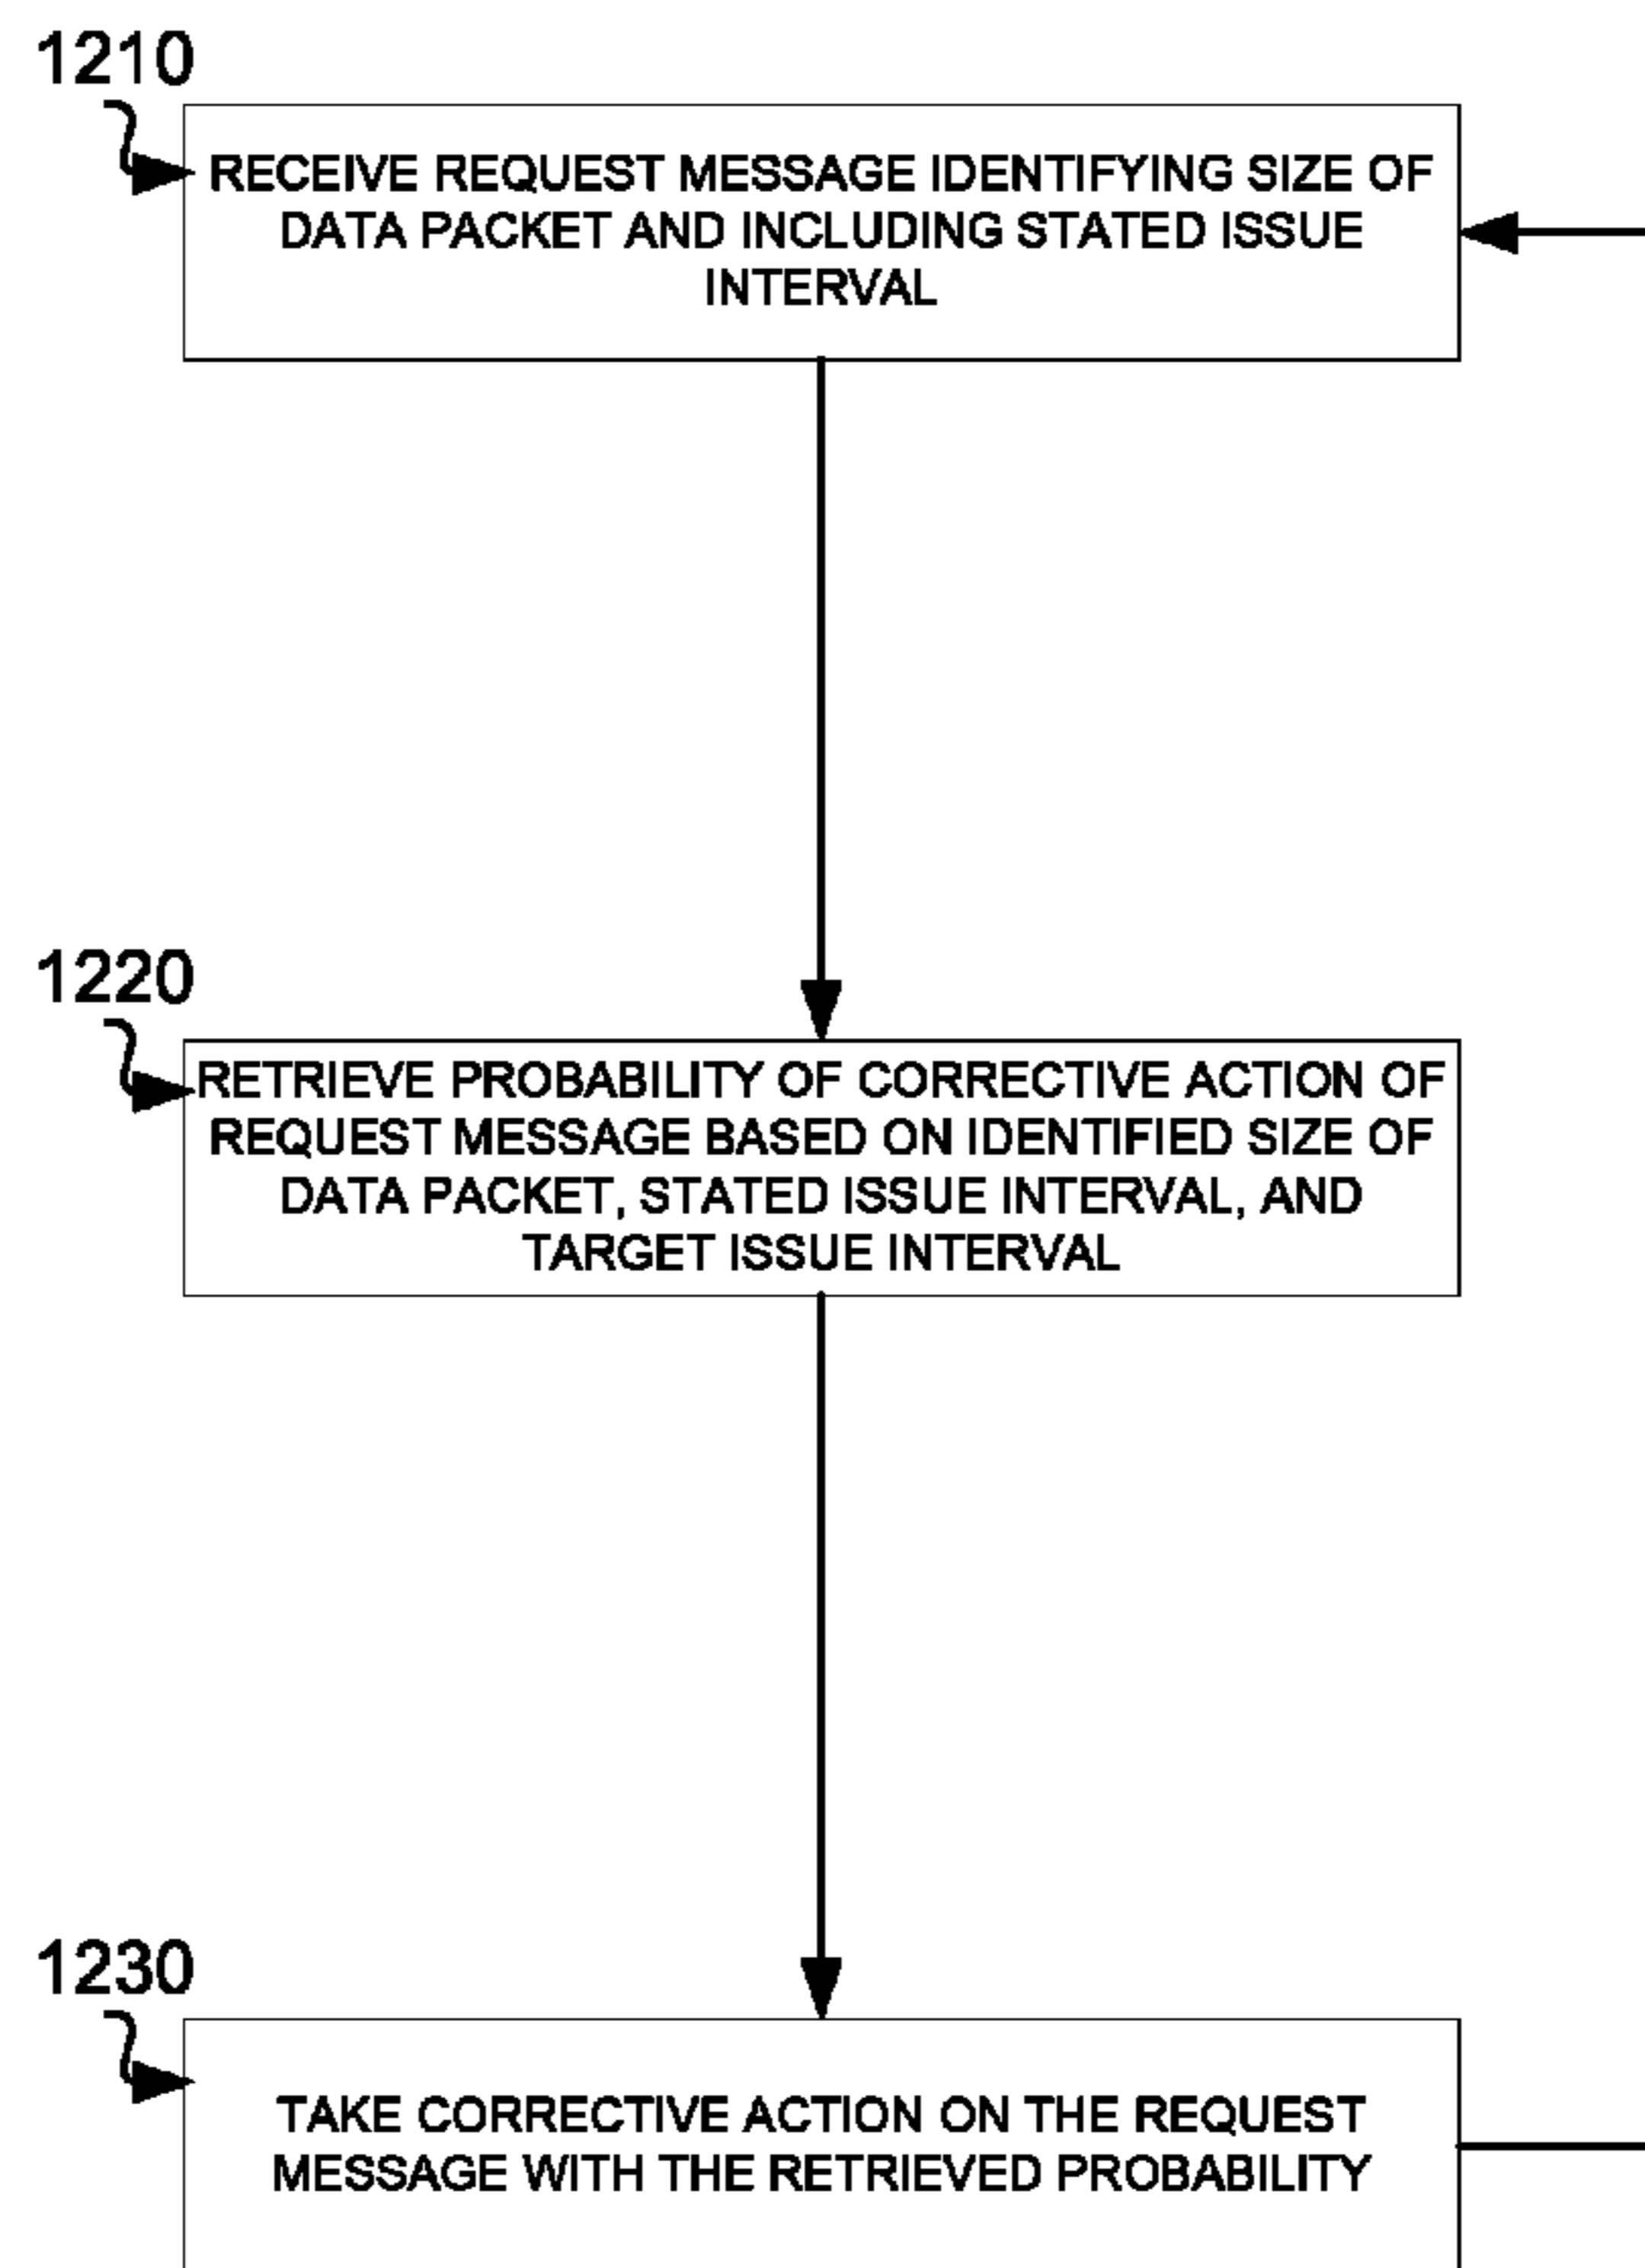 1210
RECEIVE REQUEST MESSAGE IDENTIFYING SIZE OF
DATA PACKET AND INCLUDING STATED ISSUE
INTERVAL
1220
RETRIEVE PROBABILITY OF CORRECTIVE ACTION OF
REQUEST MESSAGE BASED ON IDENTIFIED SIZE OF
DATA PACKET, STATED ISSUE INTERVAL, AND
TARGET ISSUE INTERVAL
1230
TAKE CORRECTIVE ACTION ON THE REQUEST
MESSAGE WITH THE RETRIEVED PROBABILITY